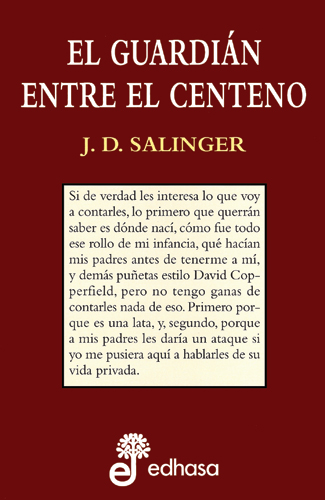 EL GUARDIÁN
ENTRE EL CENTENO
J. D. SALINGER
Si de verdad les interesa lo que voy
a contarles, lo primero que querrán
saber es dónde nací, cómo fue todo
ese rollo de mi infancia, qué hacían
mis padres antes de tenerme a mí,
y demás puñetas estilo David Cop-
perfield, pero no tengo ganas de
contarles nada de eso. Primero por-
que es una lata, y, segundo, porque
a mis padres les daría un ataque si
yo me pusiera aquí a hablarles de su
vida privada.
e edhasa